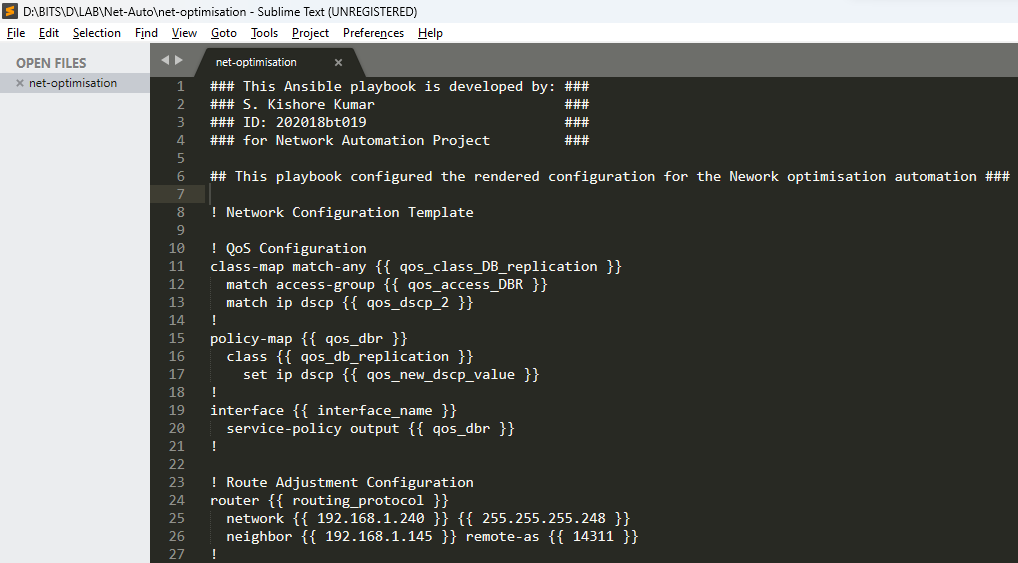 D:\BITS\D\LAB\Net-Auto\net-optimisation - Sublime Text (UNREGISTERED)
File Edit Selection Find View Goto Tools Project Preferences Help
OPEN FILES
net-optimisation
net-optimisation
1 ### This Ansible playbook is developed by: ###
2 ### S. Kishore Kumar ###
3 ### ID: 202018bt019 ###
4 ### for Network Automation Project ###
5
6 ## This playbook configured the rendered configuration for the Nework optimisation automation ###
7
8 ! Network Configuration Template
9
10 ! QoS Configuration
11 class-map match-any {{ qos_class_DB_replication }}
12 match access-group {{ qos_access_DBR }}
13 match ip dscp {{ qos_dscp_2 }}
14 !
15 policy-map {{ qos_dbr }}
16 class {{ qos_db_replication }}
17 set ip dscp {{ qos_new_dscp_value }}
18 !
19 interface {{ interface_name }}
20 service-policy output {{ qos_dbr }}
21 !
22
23 ! Route Adjustment Configuration
24 router {{ routing_protocol }}
25 network {{ 192.168.1.240 }} {{ 255.255.255.248 }}
26 neighbor {{ 192.168.1.145 }} remote-as {{ 14311 }}
27 !